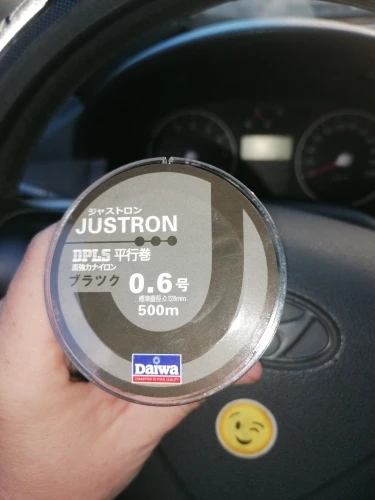 ジャストロン
JUSTRON
DPLS 平行巻
高強力ナイロン
ブラツク
0.6号
標準直径-0.128mm
500m
Daiwa